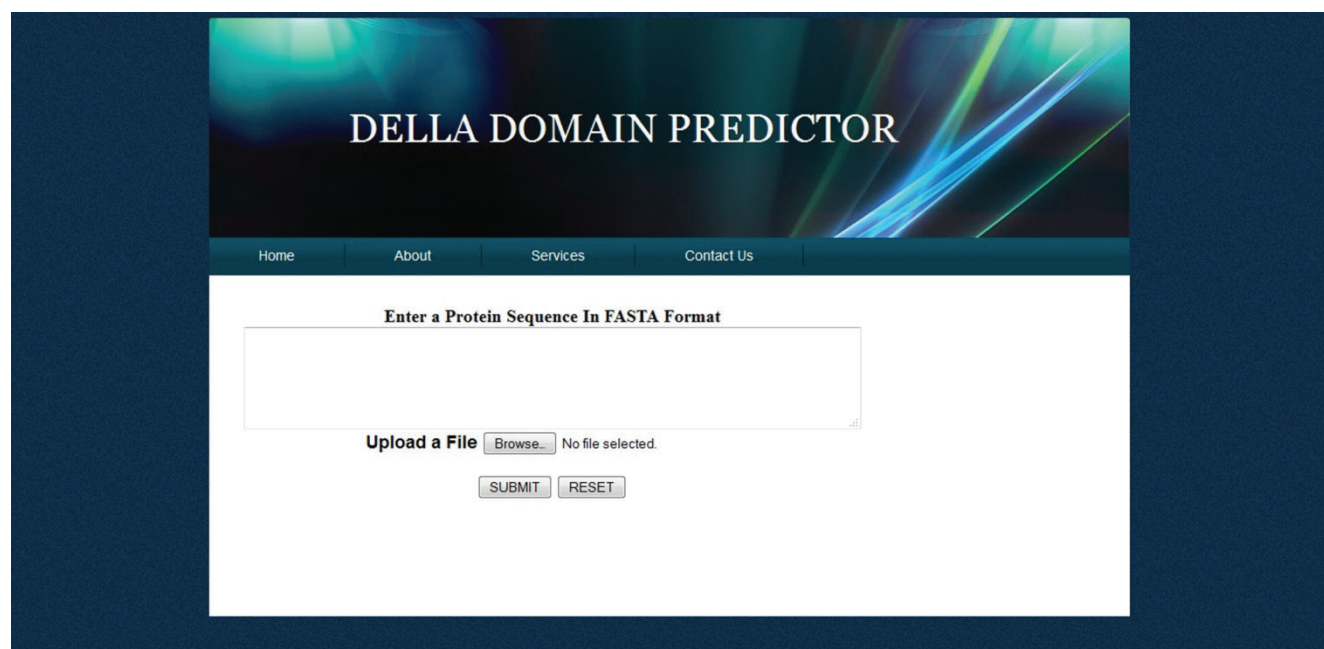 DELLA DOMAIN PREDICTOR
Home About Services Contact Us
Enter a Protein Sequence In FASTA Format
Upload a File Browse_ No file selected.
SUBMIT RESET